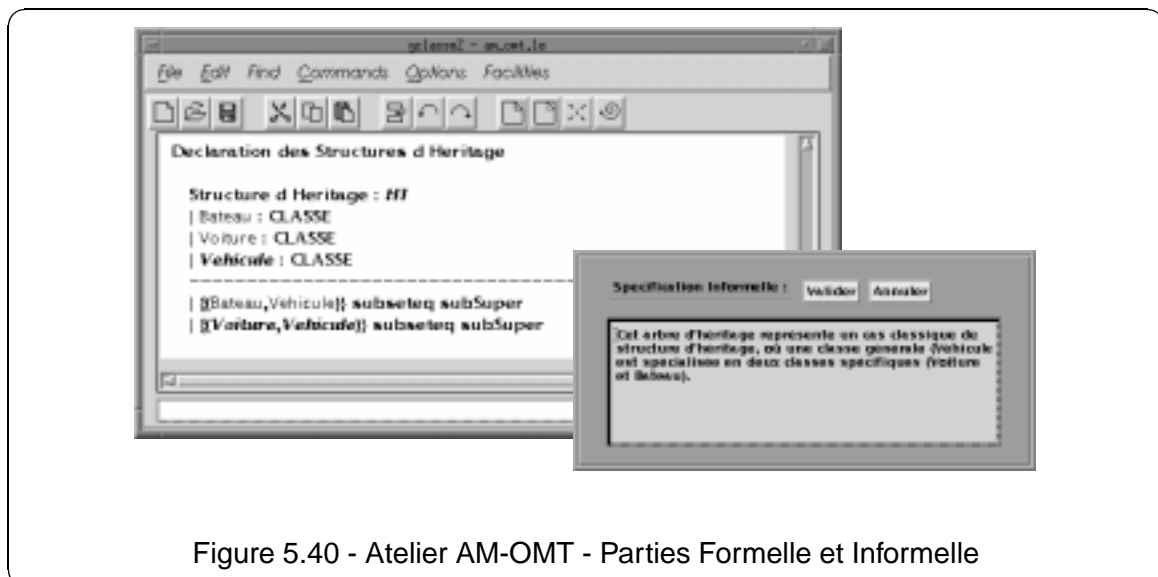 gclasse2 - am.omt.le
File Edit Find Commands Options Facilities
Declaration des Structures d Heritage
Structure d Heritage : H1
| Bateau : CLASSE
| Voiture : CLASSE
| Vehicule : CLASSE
| {(Bateau,Vehicule)} subseteq subSuper
| {(Voiture,Vehicule)} subseteq subSuper
Specification Informelle : Valider Annuler
Cet arbre d'heritage représente un cas classique de
structure d'heritage, où une classe generale (Vehicule
est specialisee en deux classes specifiques (Voiture
et Bateau).
Figure 5.40 - Atelier AM-OMT - Parties Formelle et Informelle